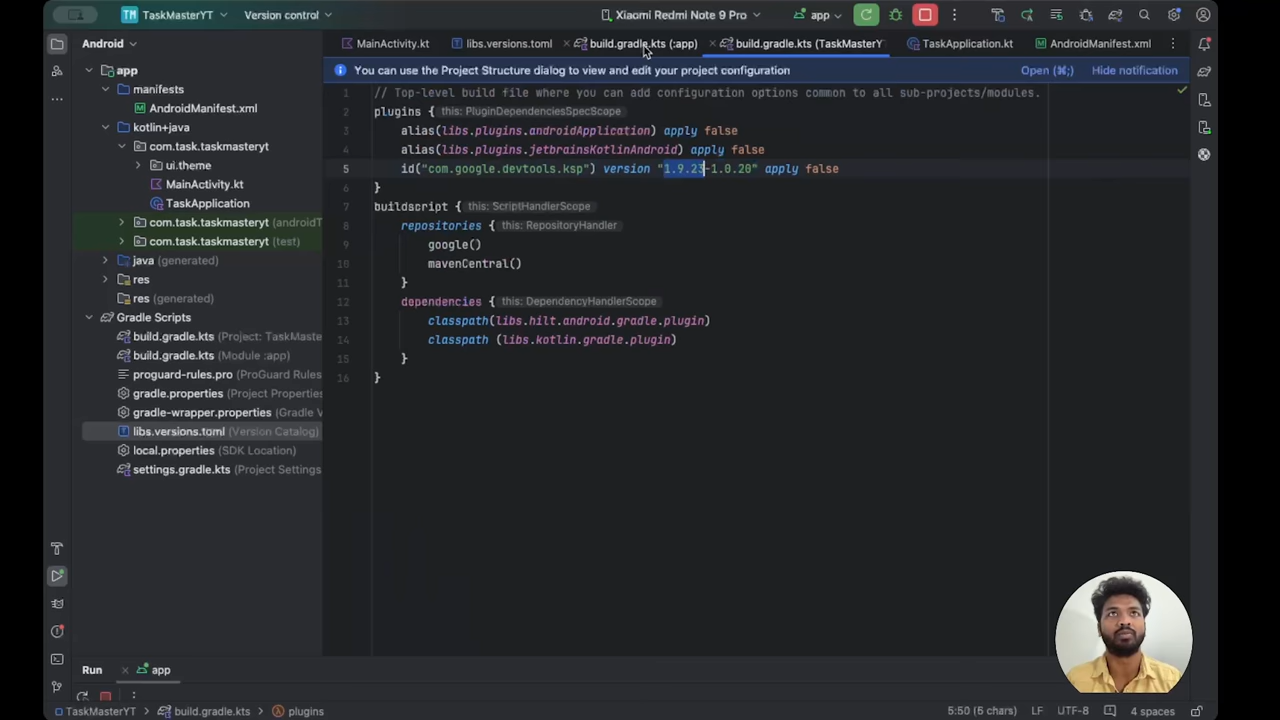 TM TaskMasterYT Version control Xiaomi Redmi Note 9 Pro app
Android
MainActivity.kt libs.versions.toml build.gradle.kts (:app) build.gradle.kts (TaskMasterY TaskApplication.kt AndroidManifest.xml
You can use the Project Structure dialog to view and edit your project configuration Open (⌘;) Hide notification
app
manifests
AndroidManifest.xml
kotlin+java
com.task.taskmasteryt
ui.theme
MainActivity.kt
TaskApplication
com.task.taskmasteryt (androidT
com.task.taskmasteryt (test)
java (generated)
res
res (generated)
Gradle Scripts
build.gradle.kts (Project: TaskMaste
build.gradle.kts (Module :app)
proguard-rules.pro (ProGuard Rules
gradle.properties (Project Properties
gradle-wrapper.properties (Gradle V
libs.versions.toml (Version Catalog)
local.properties (SDK Location)
settings.gradle.kts (Project Settings
1 // Top-level build file where you can add configuration options common to all sub-projects/modules.
2 plugins { this: PluginDependenciesSpecScope
3 alias(libs.plugins.androidApplication) apply false
4 alias(libs.plugins.jetbrainsKotlinAndroid) apply false
5 id("com.google.devtools.ksp") version "1.9.23-1.0.20" apply false
6 }
7 buildscript { this: ScriptHandlerScope
8 repositories { this: RepositoryHandler
9 google()
10 mavenCentral()
11 }
12 dependencies { this: DependencyHandlerScope
13 classpath(libs.hilt.android.gradle.plugin)
14 classpath (libs.kotlin.gradle.plugin)
15 }
16 }
Run app
TaskMasterYT build.gradle.kts plugins 5:50 (6 chars) LF UTF-8 4 spaces